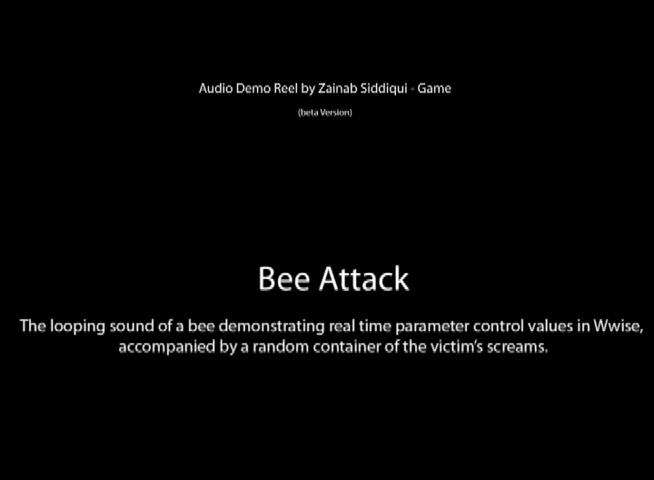 Audio Demo Reel by Zainab Siddiqui - Game
(beta Version)
Bee Attack
The looping sound of a bee demonstrating real time parameter control values in Wwise,
accompanied by a random container of the victim's screams.